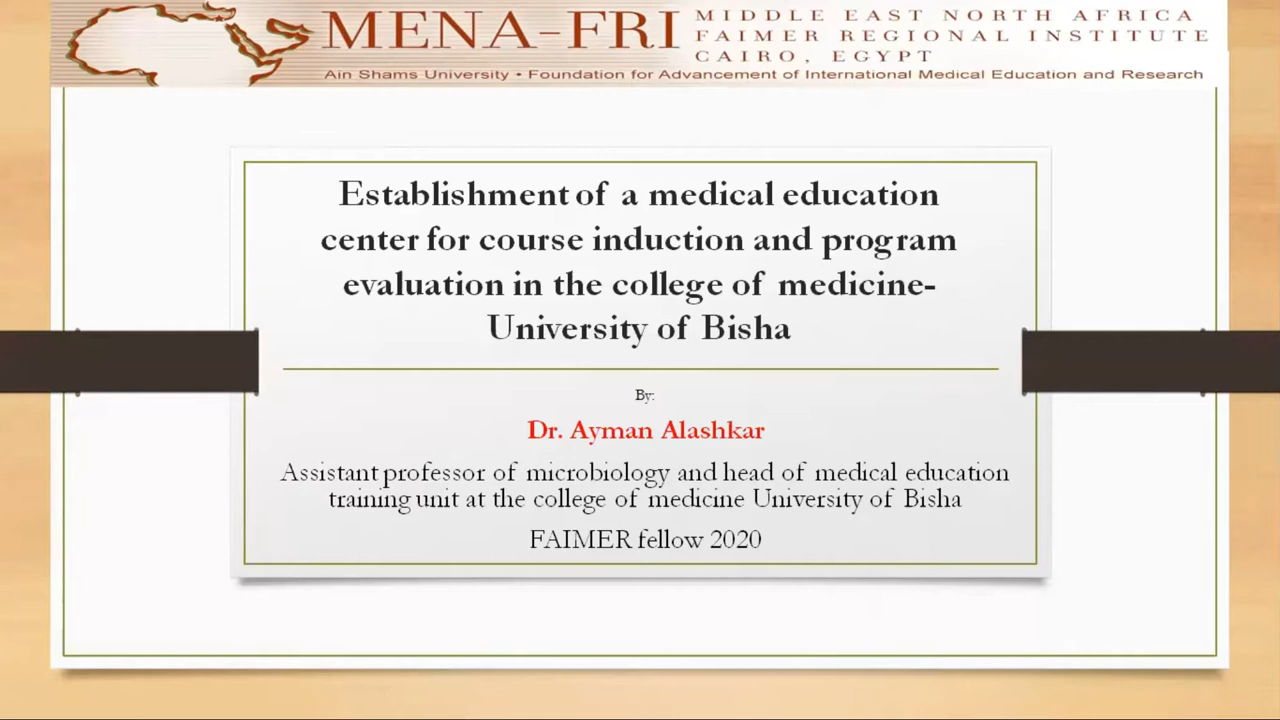 MENA-FRI
MIDDLE EAST NORTH AFRICA
FAIMER REGIONAL INSTITUTE
CAIRO, EGYPT
Ain Shams University • Foundation for Advancement of International Medical Education and Research
Establishment of a medical education
center for course induction and program
evaluation in the college of medicine-
University of Bisha
By:
Dr. Ayman Alashkar
Assistant professor of microbiology and head of medical education
training unit at the college of medicine University of Bisha
FAIMER fellow 2020